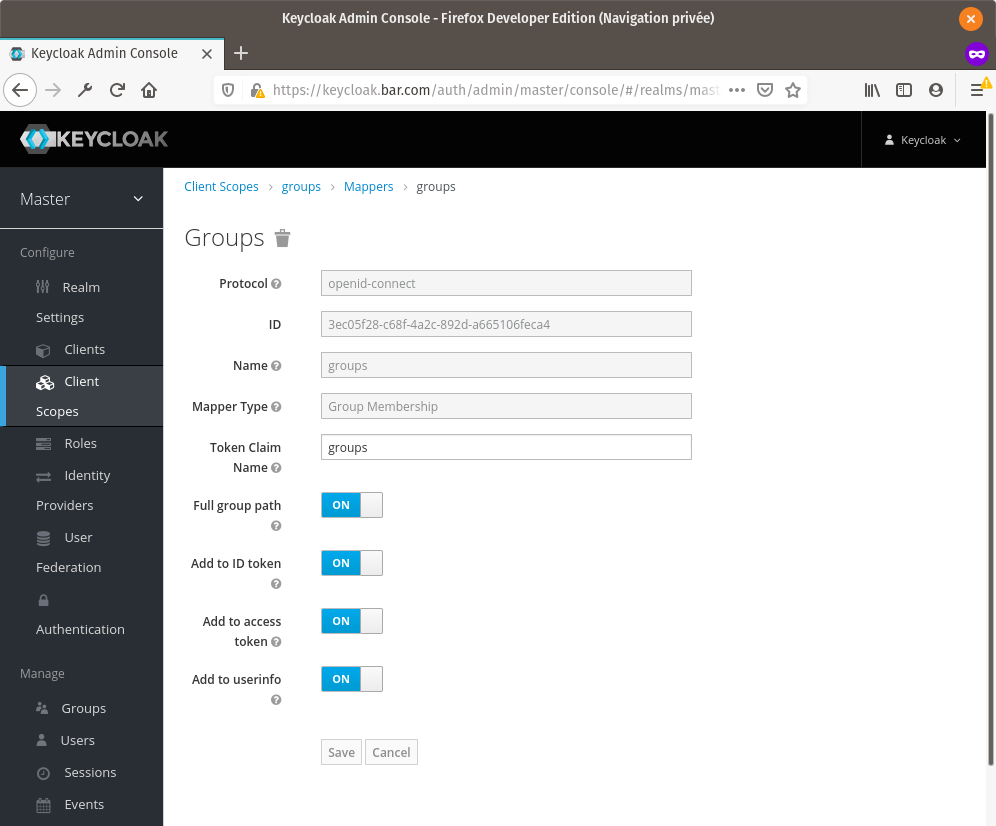 Keycloak Admin Console - Firefox Developer Edition (Navigation privée)
Keycloak Admin Console
https://keycloak.bar.com/auth/admin/master/console/#/realms/mast
KEYCLOAK
Keycloak
Master
Configure
Realm
Settings
Clients
Client
Scopes
Roles
Identity
Providers
User
Federation
Authentication
Manage
Groups
Users
Sessions
Events
Client Scopes > groups > Mappers > groups
Groups
Protocol
openid-connect
ID
3ec05f28-c68f-4a2c-892d-a665106feca4
Name
groups
Mapper Type
Group Membership
Token Claim
Name
groups
Full group path
ON
Add to ID token
ON
Add to access
token
ON
Add to userinfo
ON
Save Cancel